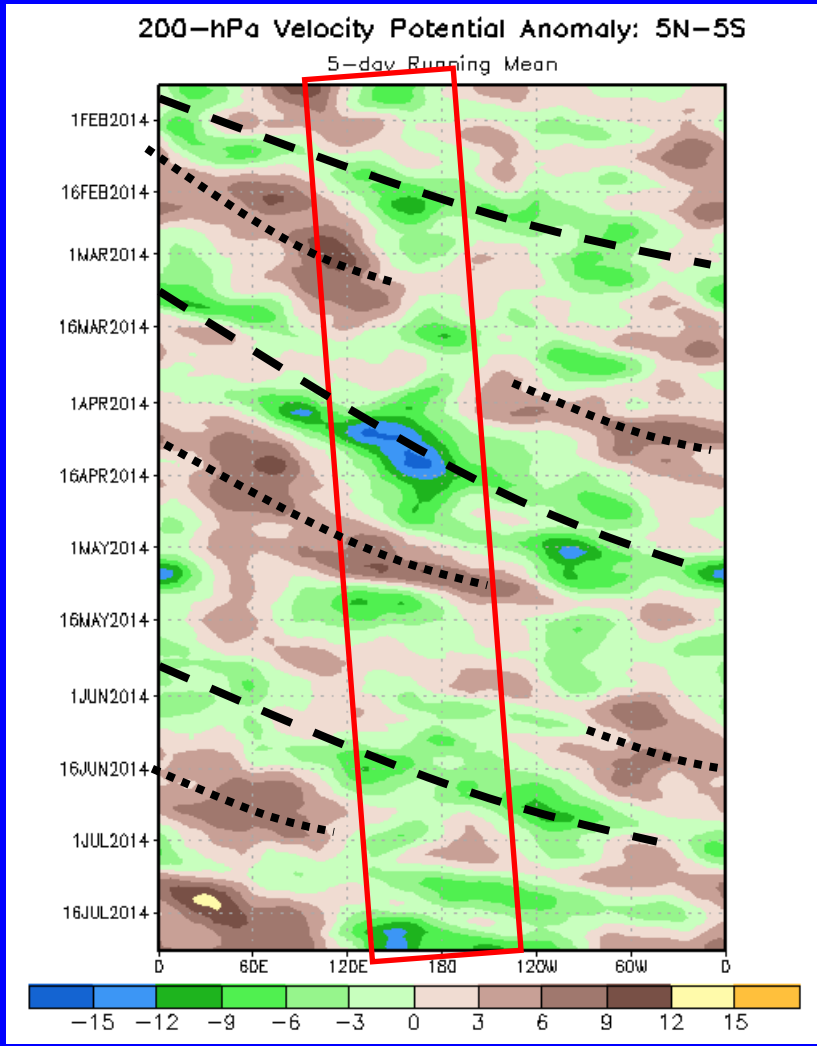 200-hPa Velocity Potential Anomaly: 5N-5S
5-day Running Mean
1FEB2014
16FEB2014
1MAR2014
16MAR2014
1APR2014
16APR2014
1MAY2014
16MAY2014
1JUN2014
16JUN2014
1JUL2014
16JUL2014
0 60E 120E 180 120W 60W 0
-15 -12 -9 -6 -3 0 3 6 9 12 15